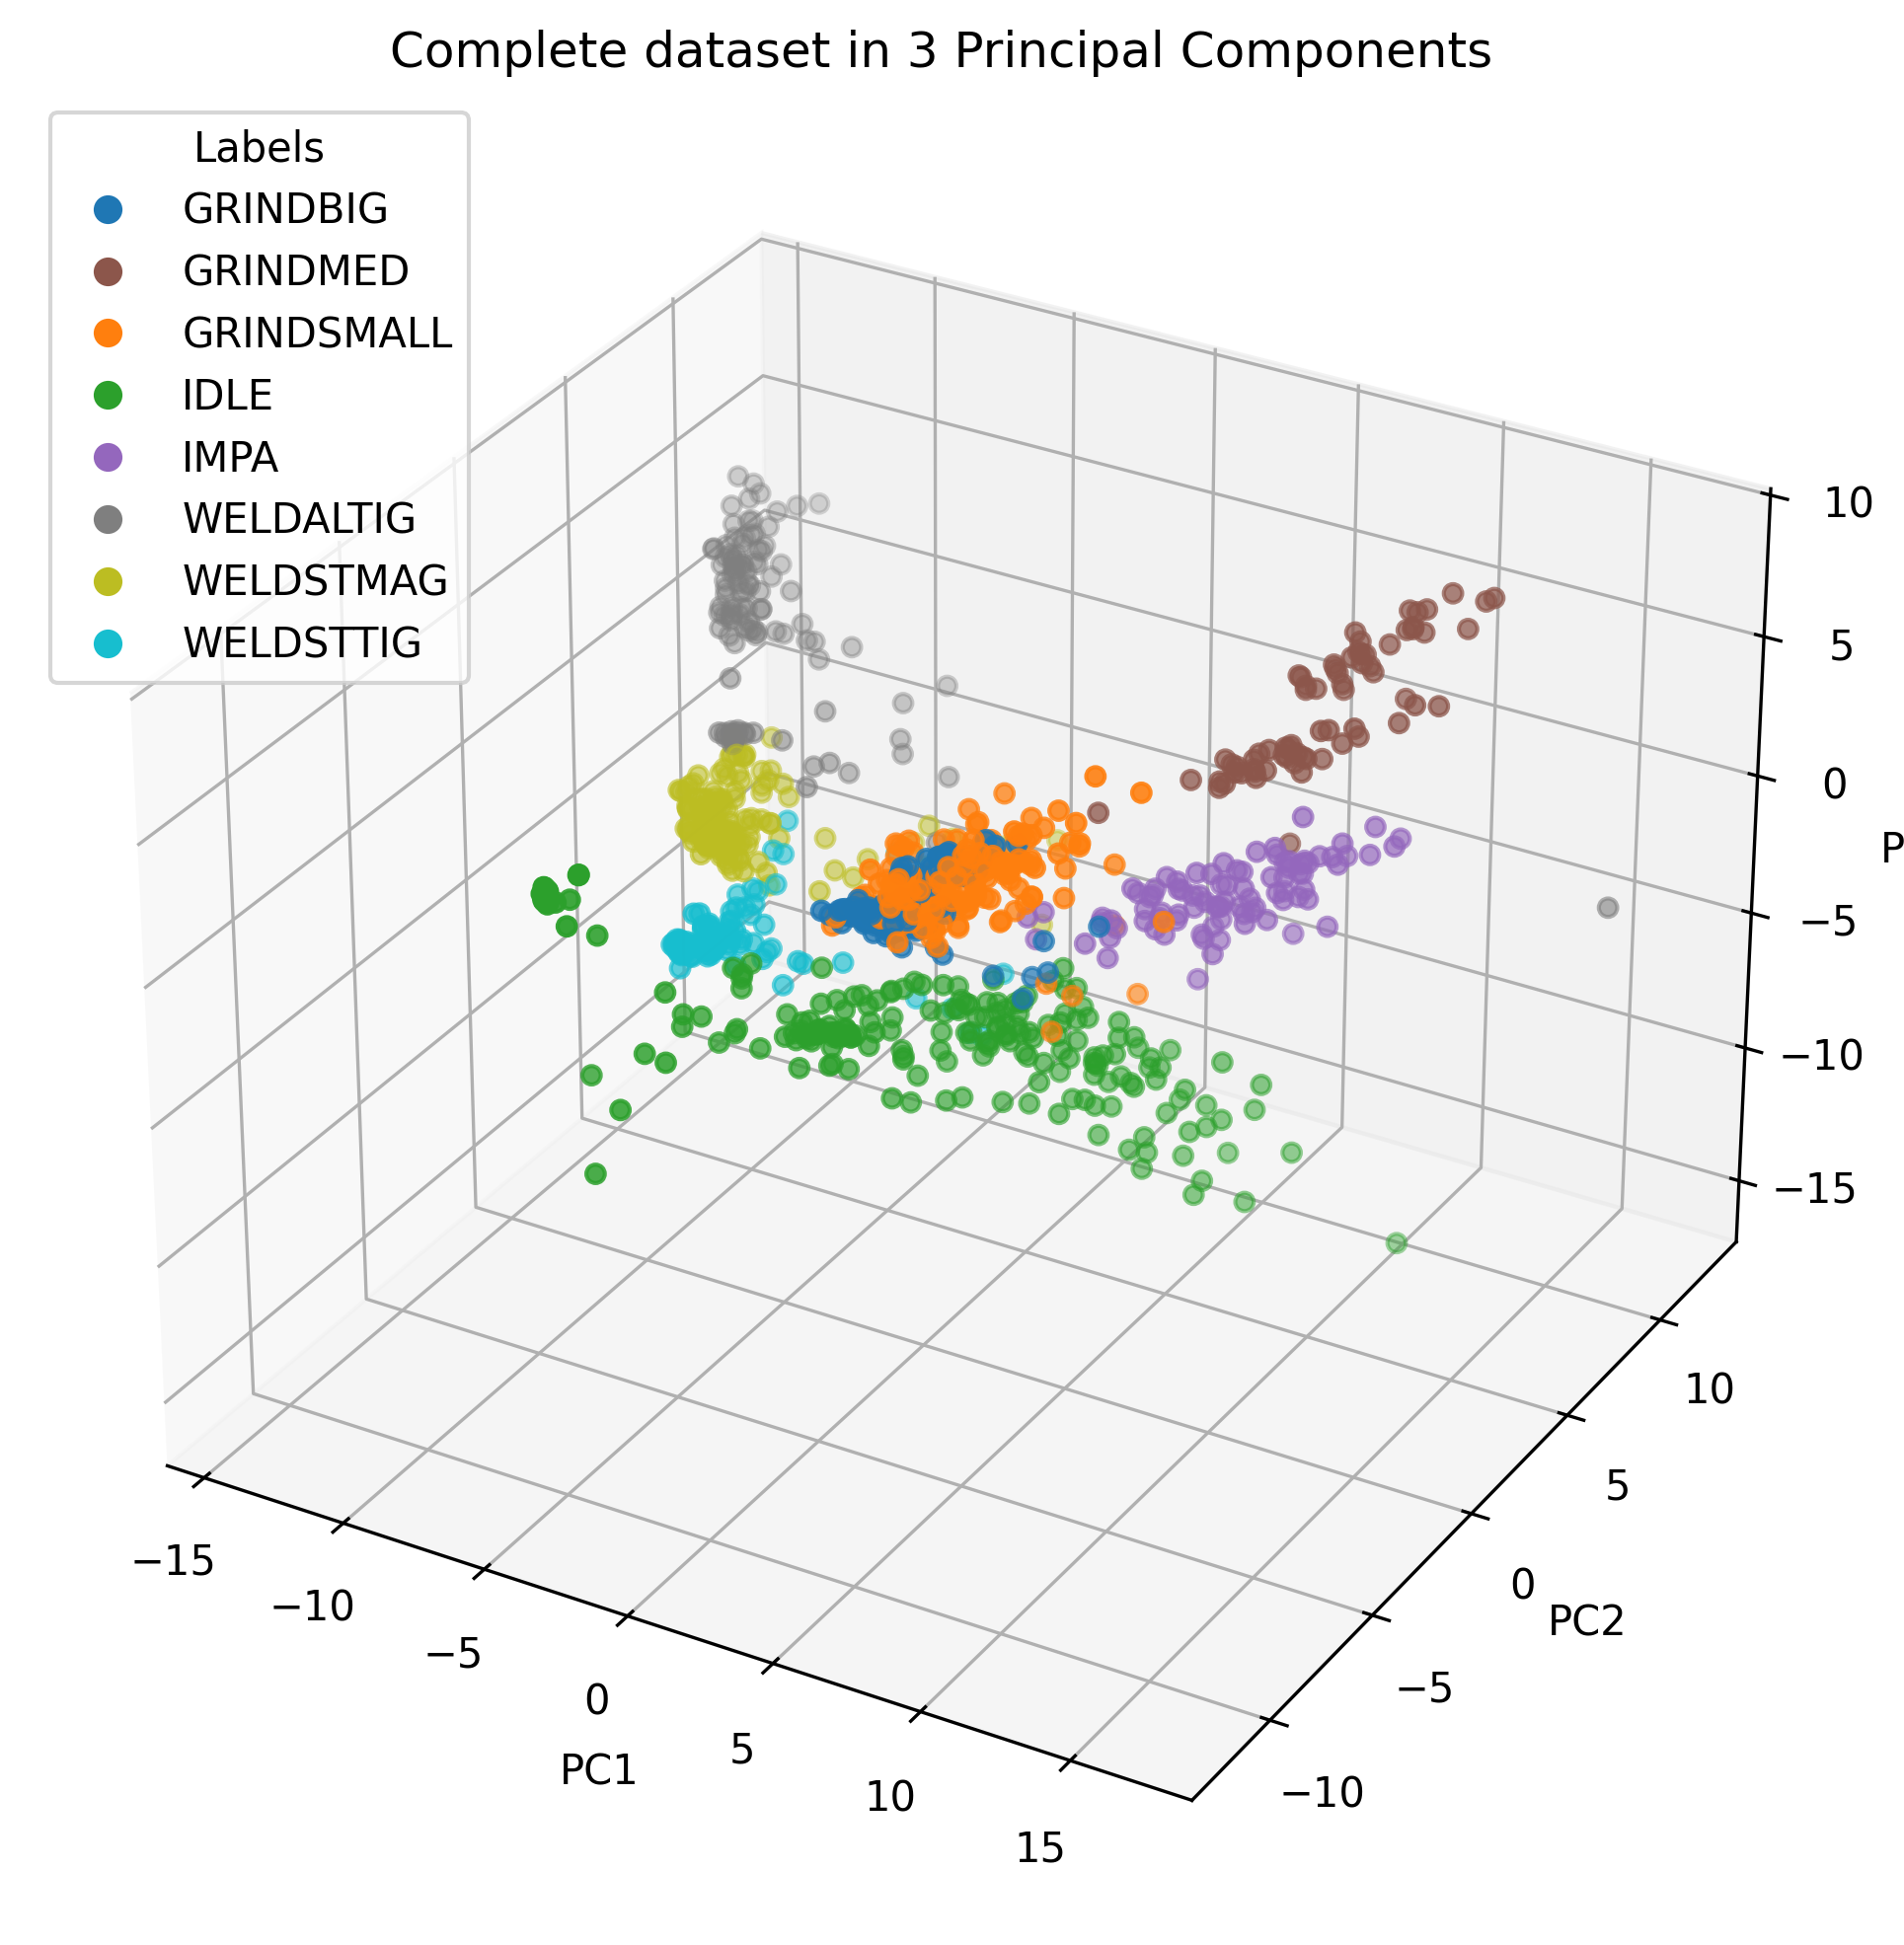 Complete dataset in 3 Principal Components
Labels
GRINDBIG
GRINDMED
GRINDSMALL
IDLE
IMPA
WELDALTIG
WELDSTMAG
WELDSTTIG
10
5
0
P
−5
−10
−15
10
5
0
PC2
−5
−10
−15
−10
−5
0
PC1
5
10
15